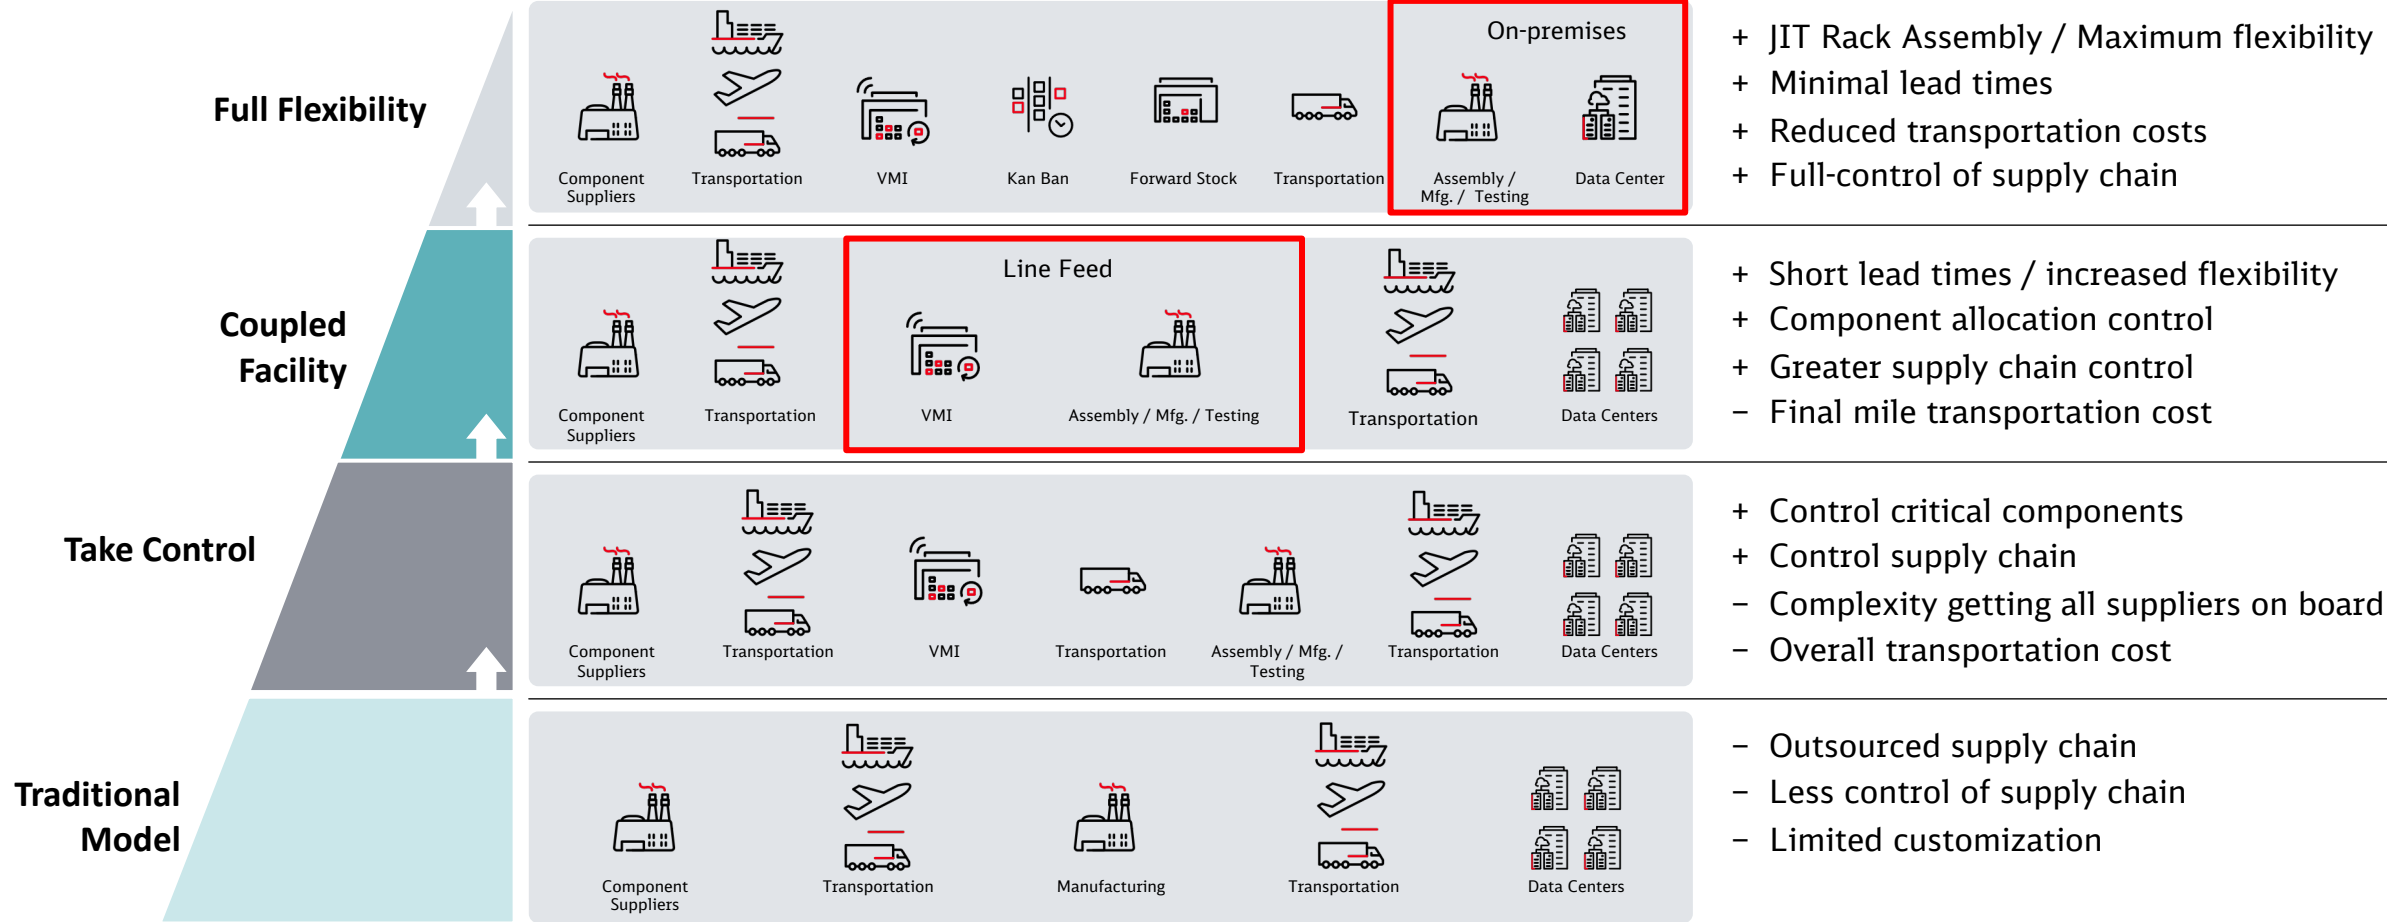 Full Flexibility
On-premises
Component
Suppliers
Transportation
VMI
Kan Ban
Forward Stock
Transportation
Assembly /
Mfg. / Testing
Data Center
+ JIT Rack Assembly / Maximum flexibility
+ Minimal lead times
+ Reduced transportation costs
+ Full-control of supply chain
Coupled
Facility
Line Feed
Component
Suppliers
Transportation
VMI
Assembly / Mfg. / Testing
Transportation
Data Centers
+ Short lead times / increased flexibility
+ Component allocation control
+ Greater supply chain control
– Final mile transportation cost
Take Control
Component
Suppliers
Transportation
VMI
Transportation
Assembly / Mfg. /
Testing
Transportation
Data Centers
+ Control critical components
+ Control supply chain
– Complexity getting all suppliers on board
– Overall transportation cost
Traditional
Model
Component
Suppliers
Transportation
Manufacturing
Transportation
Data Centers
– Outsourced supply chain
– Less control of supply chain
– Limited customization